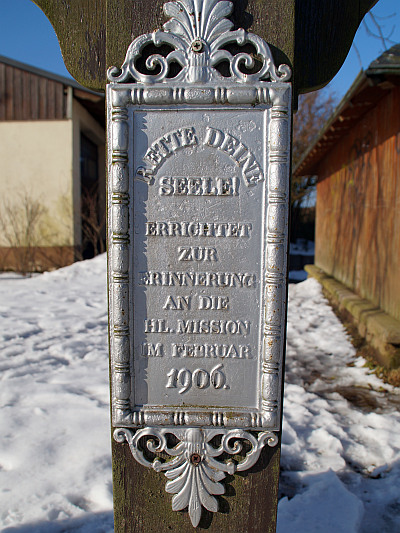 RETTE DEINE
SEELE!
ERRICHTET
ZUR
ERINNERUNG
AN DIE
HL. MISSION
IM FEBRUAR
1906.